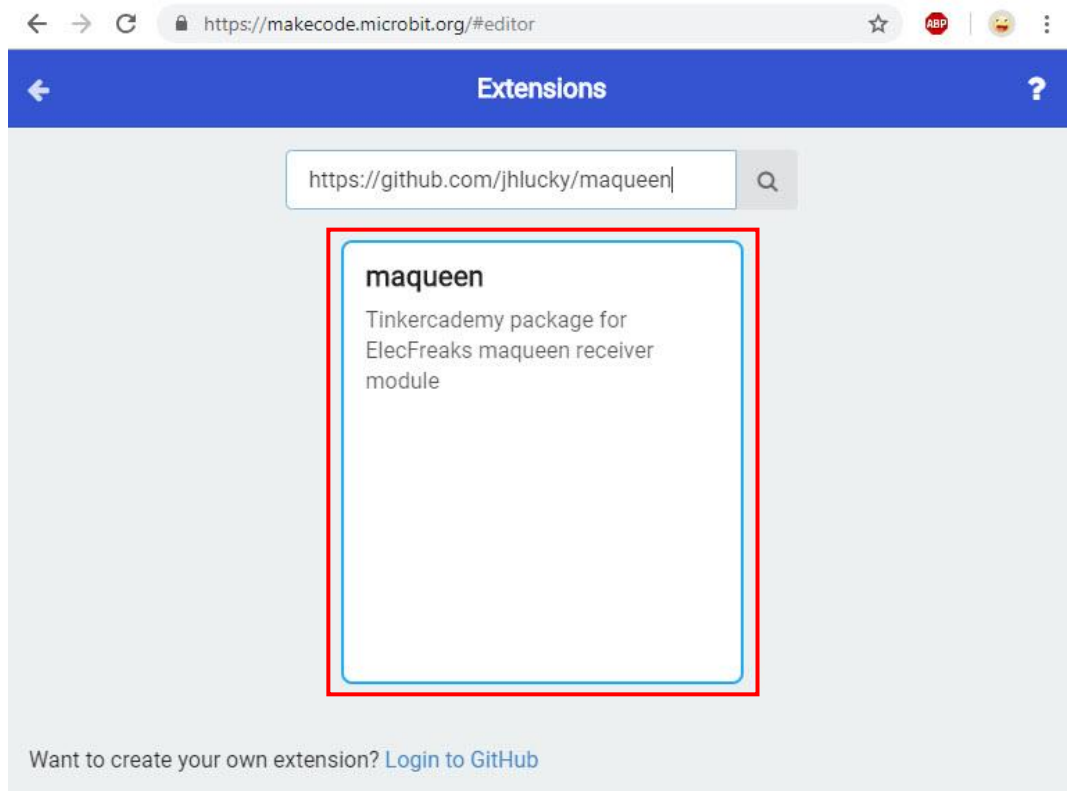 https://makecode.microbit.org/#editor
ABP
Extensions
?
https://github.com/jhlucky/maqueen
maqueen
Tinkercademy package for
ElecFreaks maqueen receiver
module
Want to create your own extension? Login to GitHub